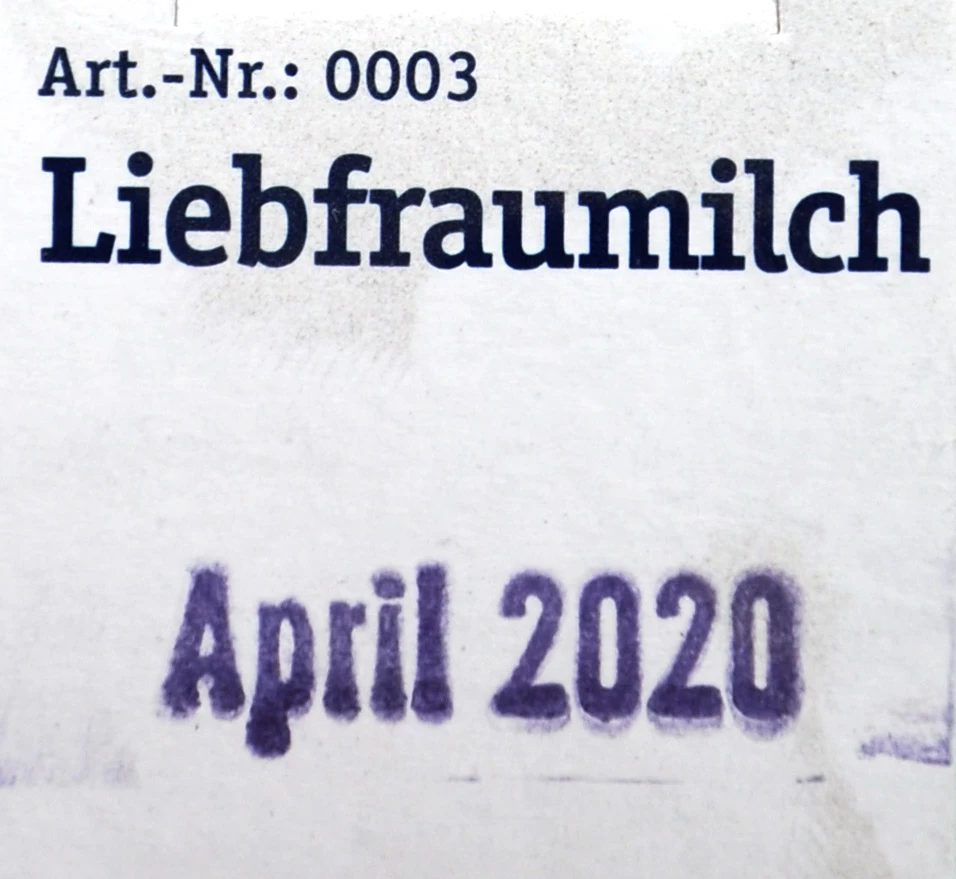 Art.-Nr.: 0003
Liebfraumilch
April 2020